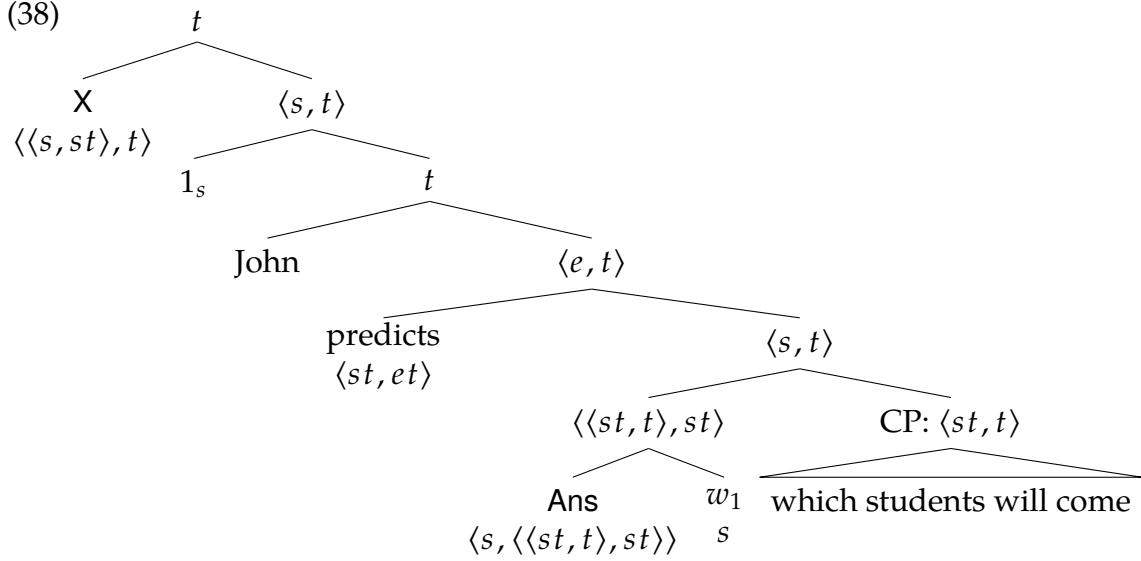 (38)
t
X ⟨s, t⟩
⟨⟨s, st⟩, t⟩
1ₛ t
John ⟨e, t⟩
predicts ⟨s, t⟩
⟨st, et⟩
⟨⟨st, t⟩, st⟩ CP: ⟨st, t⟩
Ans w₁ which students will come
⟨s, ⟨⟨st, t⟩, st⟩⟩ s